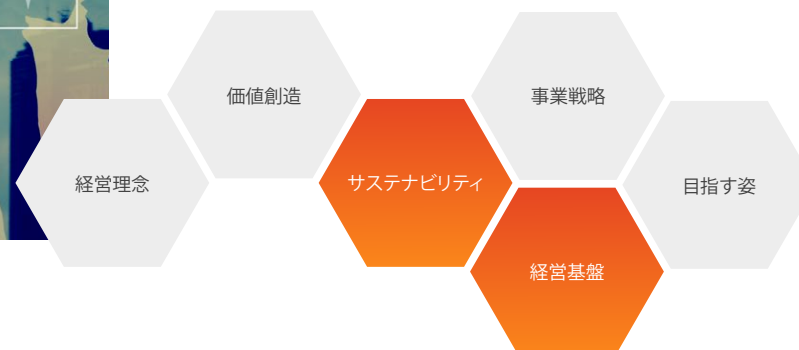 経営理念
価値創造
サステナビリティ
事業戦略
経営基盤
目指す姿